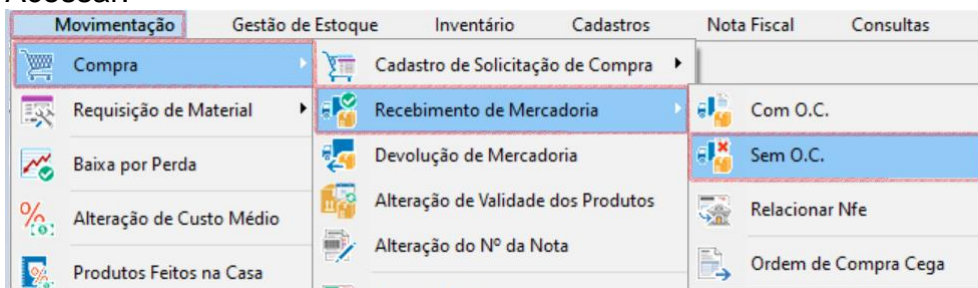 Acessar:
Movimentação Gestão de Estoque Inventário Cadastros Nota Fiscal Consultas
Compra Cadastro de Solicitação de Compra
Requisição de Material Recebimento de Mercadoria Com O.C.
Baixa por Perda Devolução de Mercadoria Sem O.C.
Alteração de Custo Médio Alteração de Validade dos Produtos Relacionar Nfe
Produtos Feitos na Casa Alteração do Nº da Nota Ordem de Compra Cega